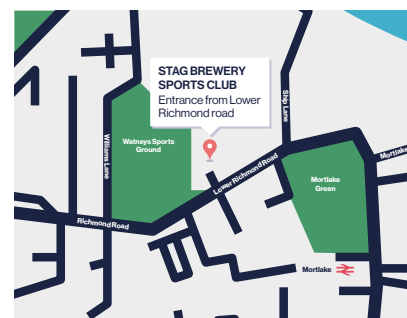 STAG BREWERY
SPORTS CLUB
Entrance from Lower
Richmond road
Ship Lane
Williams Lane
Watneys Sports
Ground
Lower Richmond Road
Mortlake
Mortlake
Green
Richmond Road
Mortlake